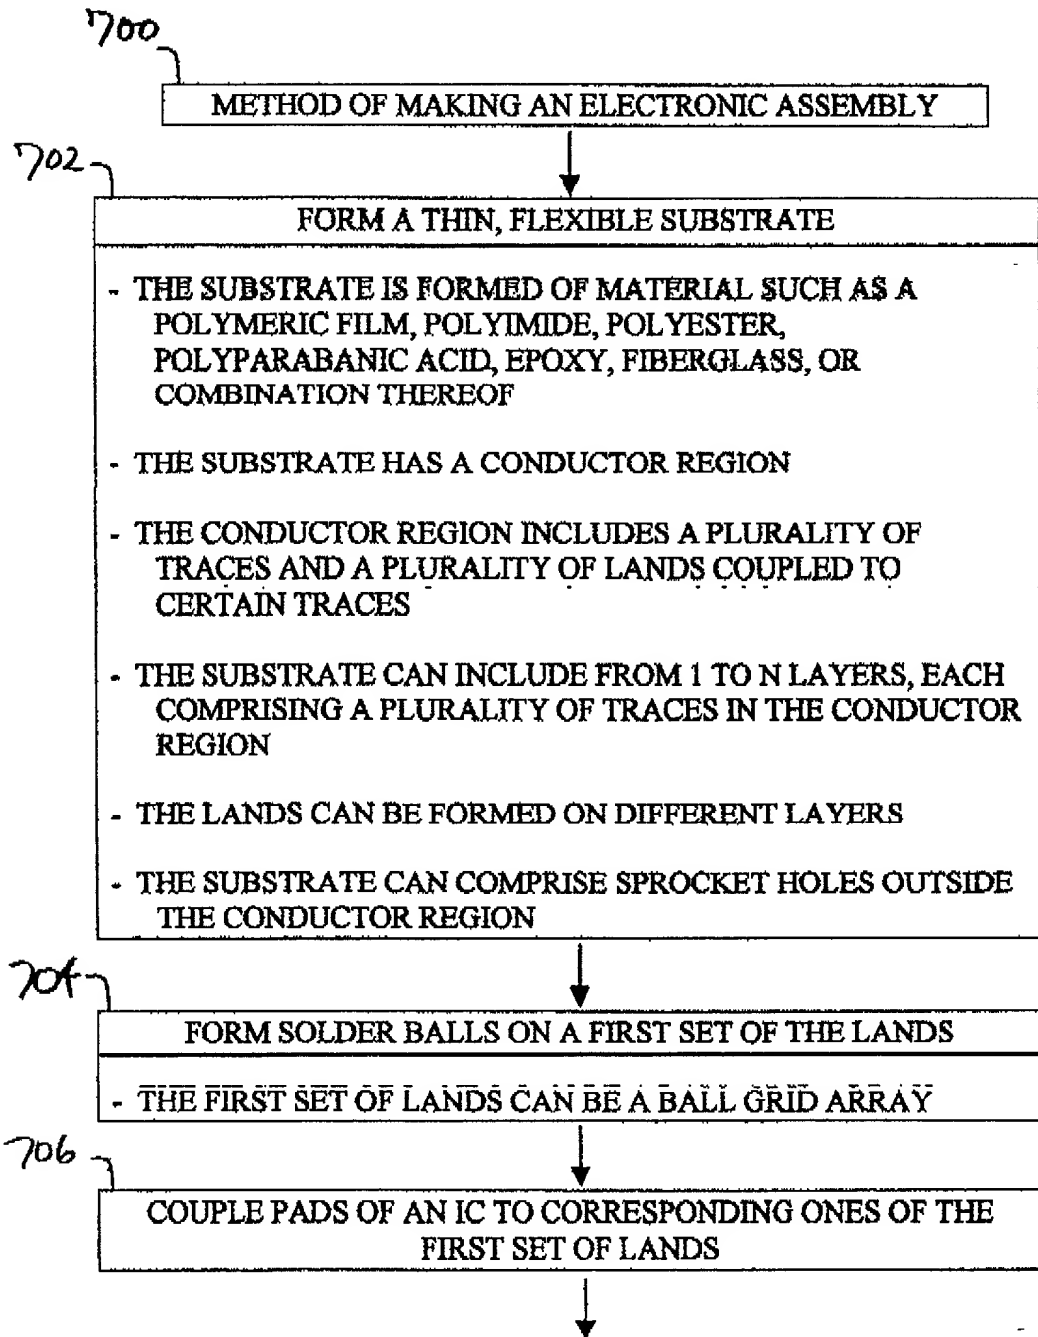 700
METHOD OF MAKING AN ELECTRONIC ASSEMBLY
702
FORM A THIN, FLEXIBLE SUBSTRATE
- THE SUBSTRATE IS FORMED OF MATERIAL SUCH AS A
POLYMERIC FILM, POLYIMIDE, POLYESTER,
POLYPARABANIC ACID, EPOXY, FIBERGLASS, OR
COMBINATION THEREOF
- THE SUBSTRATE HAS A CONDUCTOR REGION
- THE CONDUCTOR REGION INCLUDES A PLURALITY OF
TRACES AND A PLURALITY OF LANDS COUPLED TO
CERTAIN TRACES
- THE SUBSTRATE CAN INCLUDE FROM 1 TO N LAYERS, EACH
COMPRISING A PLURALITY OF TRACES IN THE CONDUCTOR
REGION
- THE LANDS CAN BE FORMED ON DIFFERENT LAYERS
- THE SUBSTRATE CAN COMPRISE SPROCKET HOLES OUTSIDE
THE CONDUCTOR REGION
704
FORM SOLDER BALLS ON A FIRST SET OF THE LANDS
- THE FIRST SET OF LANDS CAN BE A BALL GRID ARRAY
706
COUPLE PADS OF AN IC TO CORRESPONDING ONES OF THE
FIRST SET OF LANDS